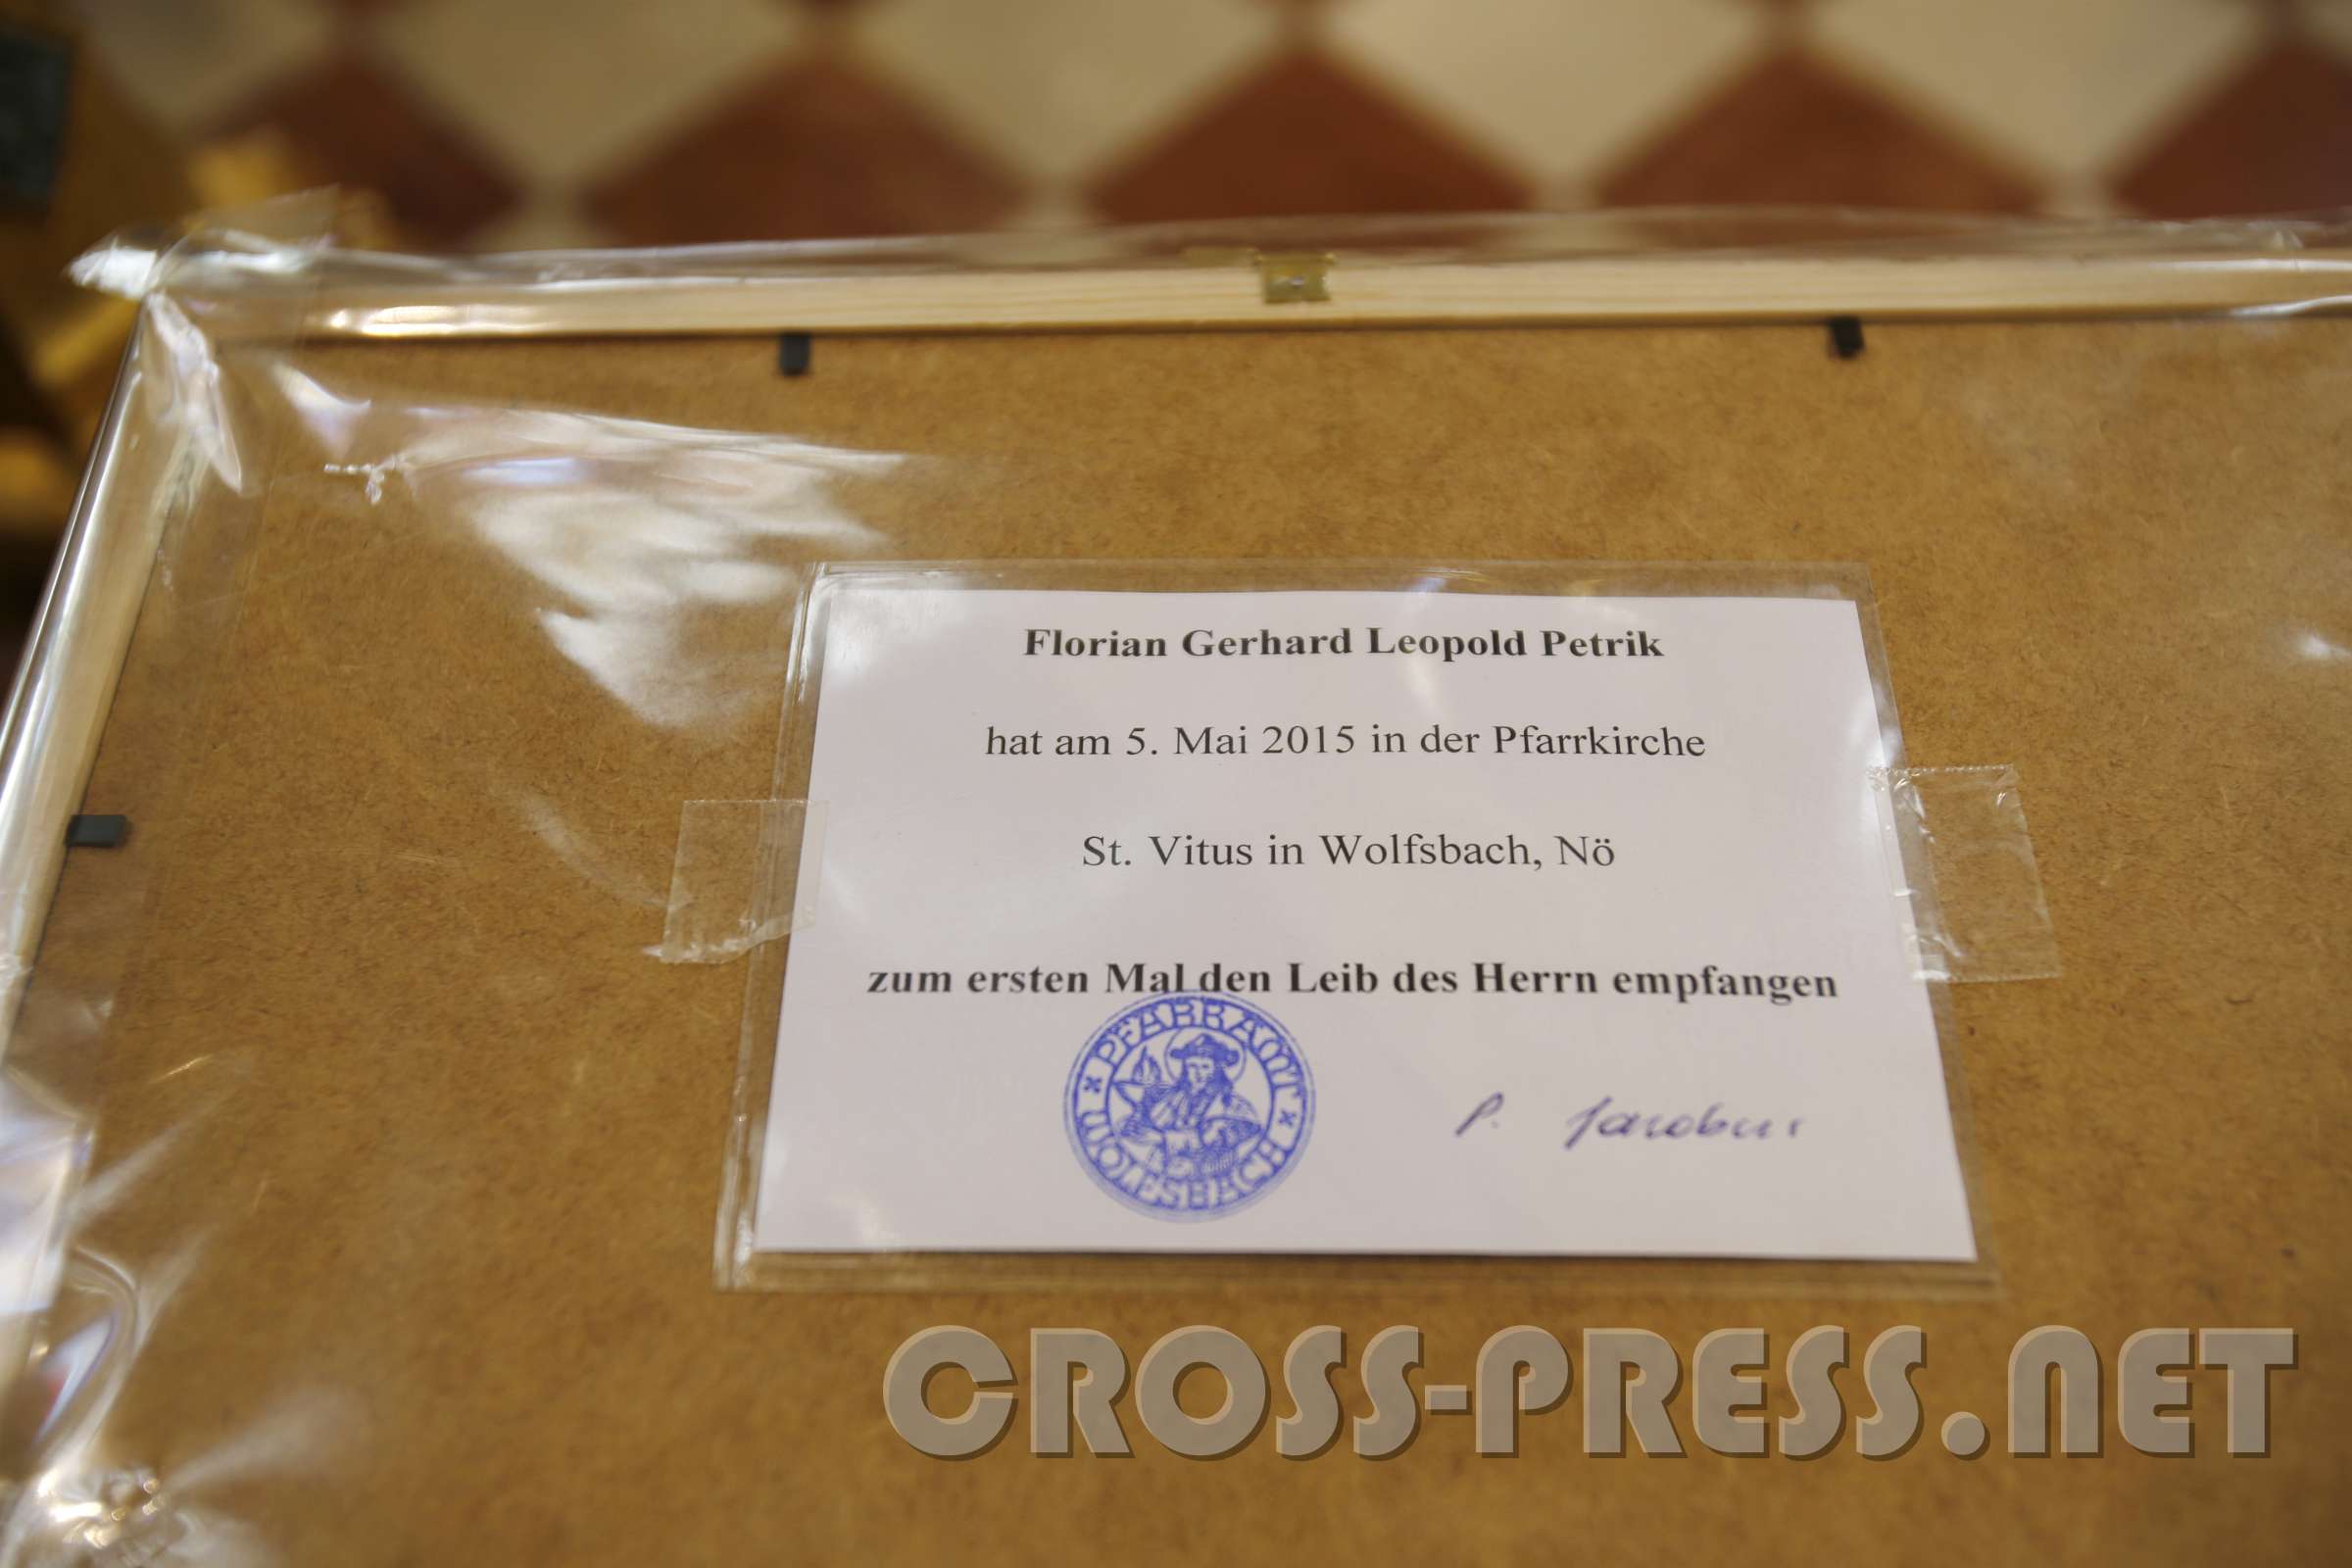 Florian Gerhard Leopold Petrik
hat am 5. Mai 2015 in der Pfarrkirche
St. Vitus in Wolfsbach, Nö
zum ersten Mal den Leib des Herrn empfangen
PFARRAMT
P. Jacobus
CROSS-PRESS.NET